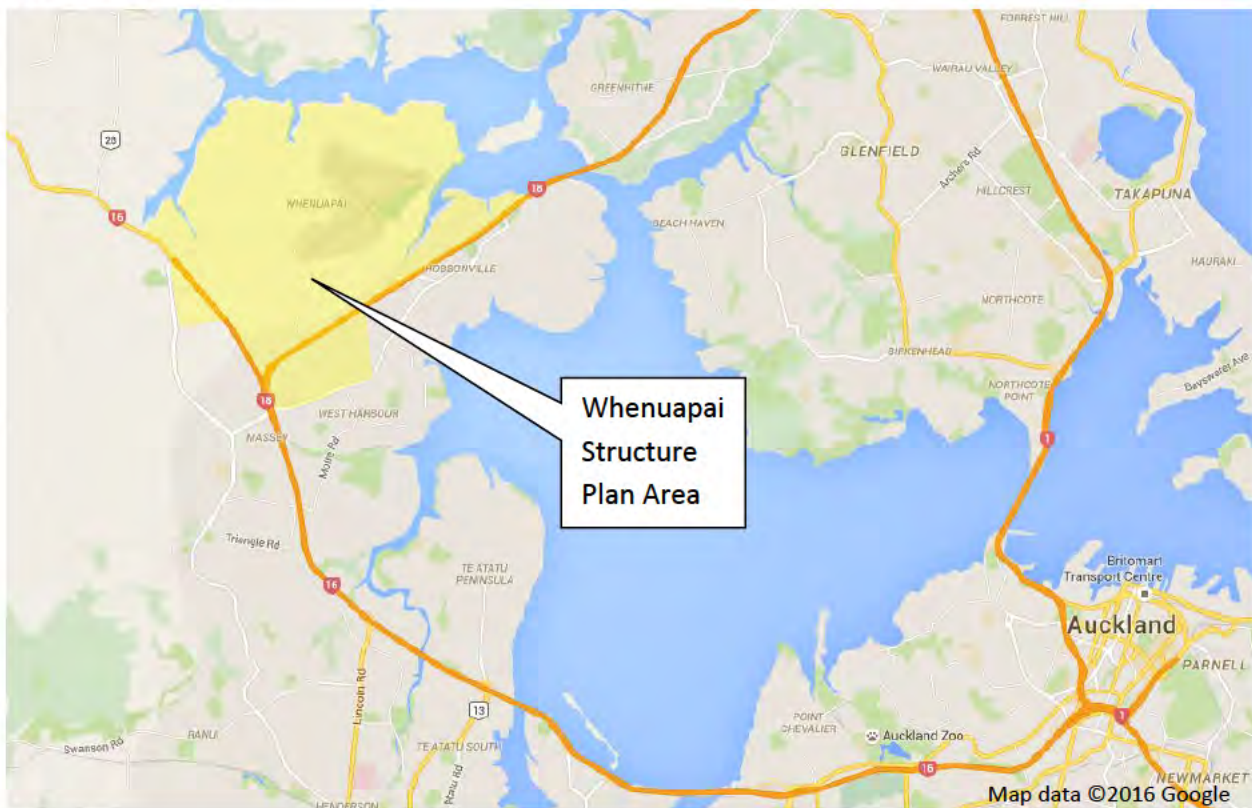 FORREST HILL
WAIRAU VALLEY
GREENHITHE
28
GLENFIELD
Archers Rd
18
HILLCREST
TAKAPUNA
WHENUAPAI
16
BEACH HAVEN
HOBSONVILLE
HAURAKI
NORTHCOTE
BIRKENHEAD
NORTHCOTE
POINT
Bayswater Ave
Whenuapai
Structure
Plan Area
18
WEST HARBOUR
MASSEY
Moire Rd
1
Triangle Rd
TE ATATU
PENINSULA
16
Britomart
Transport Centre
Auckland
PARNELL
Lincoln Rd
13
POINT
CHEVALIER
Auckland Zoo
1
Swanson Rd
RANUI
TE ATATU SOUTH
16
NEWMARKET
HENDERSON
Map data ©2016 Google